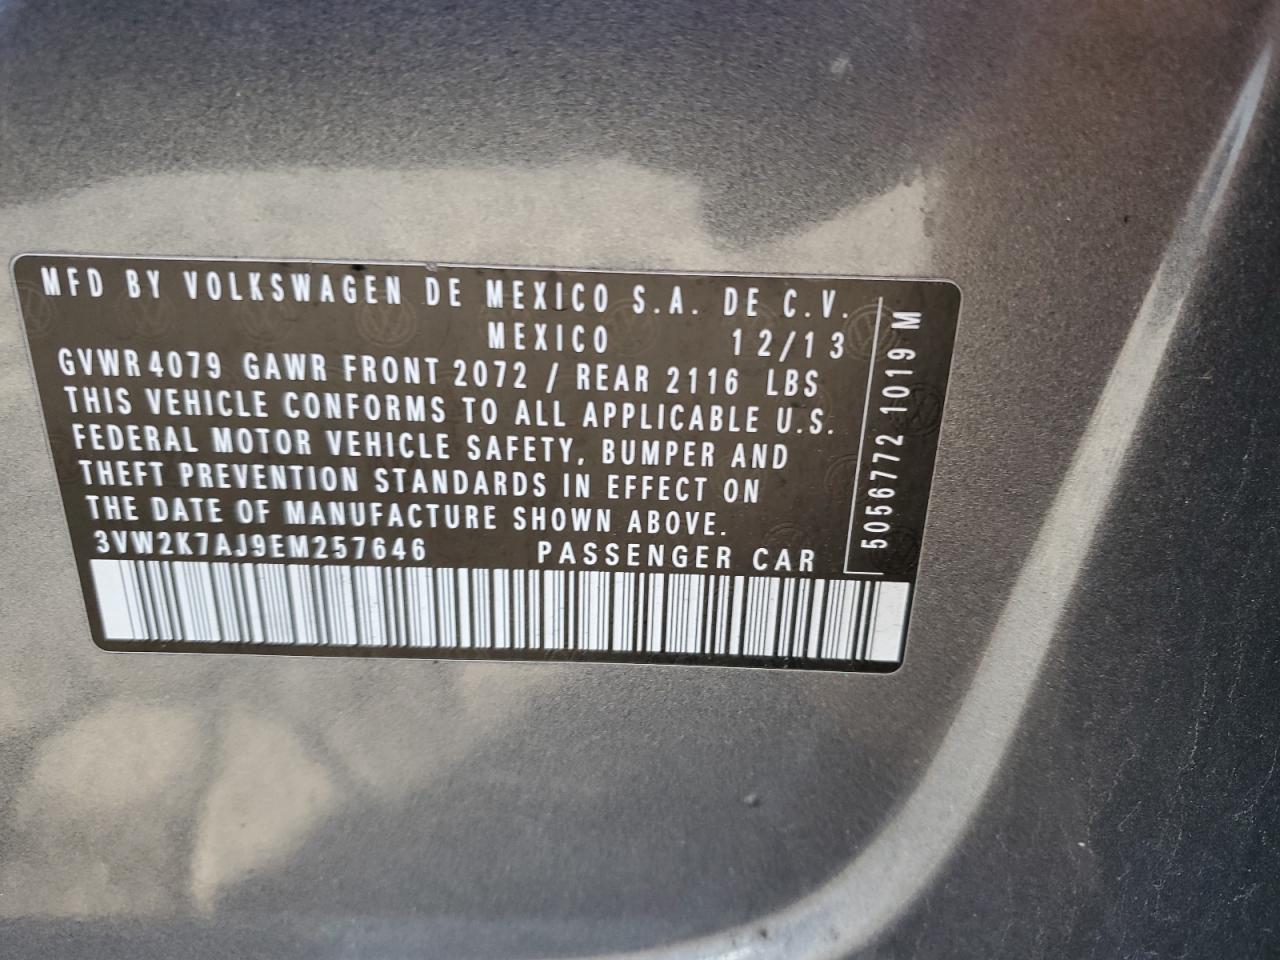 MFD BY VOLKSWAGEN DE MEXICO S.A. DE C.V.
MEXICO 12/13
GVWR 4079 GAWR FRONT 2072 / REAR 2116 LBS
THIS VEHICLE CONFORMS TO ALL APPLICABLE U.S.
FEDERAL MOTOR VEHICLE SAFETY, BUMPER AND
THEFT PREVENTION STANDARDS IN EFFECT ON
THE DATE OF MANUFACTURE SHOWN ABOVE.
3VW2K7AJ9EM257646 PASSENGER CAR
5056772 1019 M